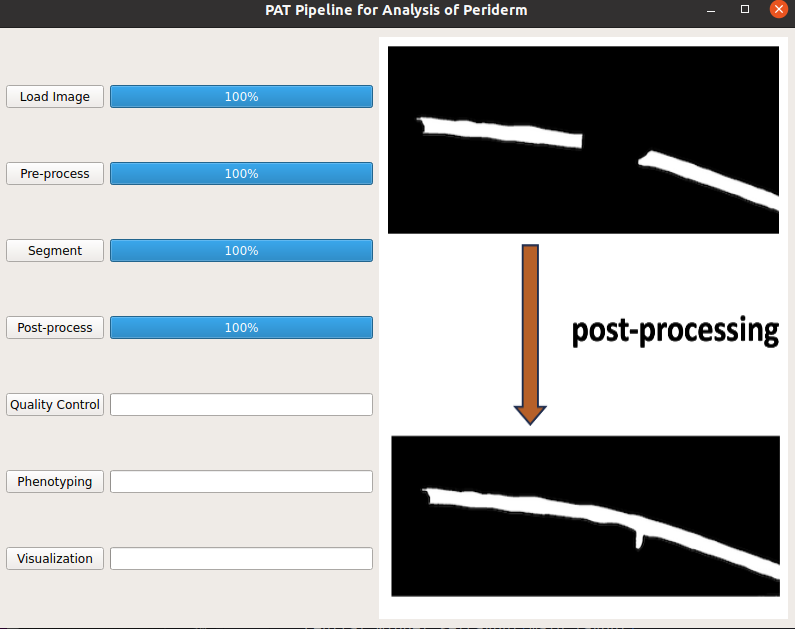 PAT Pipeline for Analysis of Periderm
Load Image 100%
Pre-process 100%
Segment 100%
Post-process 100%
Quality Control
Phenotyping
Visualization
post-processing